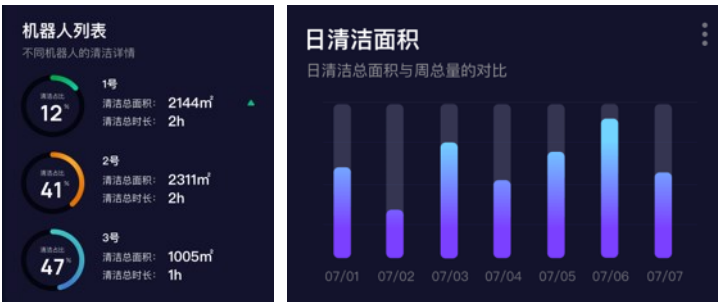 机器人列表
不同机器人的清洁详情
1号
清洁占比
12%
清洁总面积: 2144㎡
清洁总时长: 2h
2号
清洁占比
41%
清洁总面积: 2311㎡
清洁总时长: 2h
3号
清洁占比
47%
清洁总面积: 1005㎡
清洁总时长: 1h
日清洁面积
日清洁总面积与周总量的对比
07/01 07/02 07/03 07/04 07/05 07/06 07/07